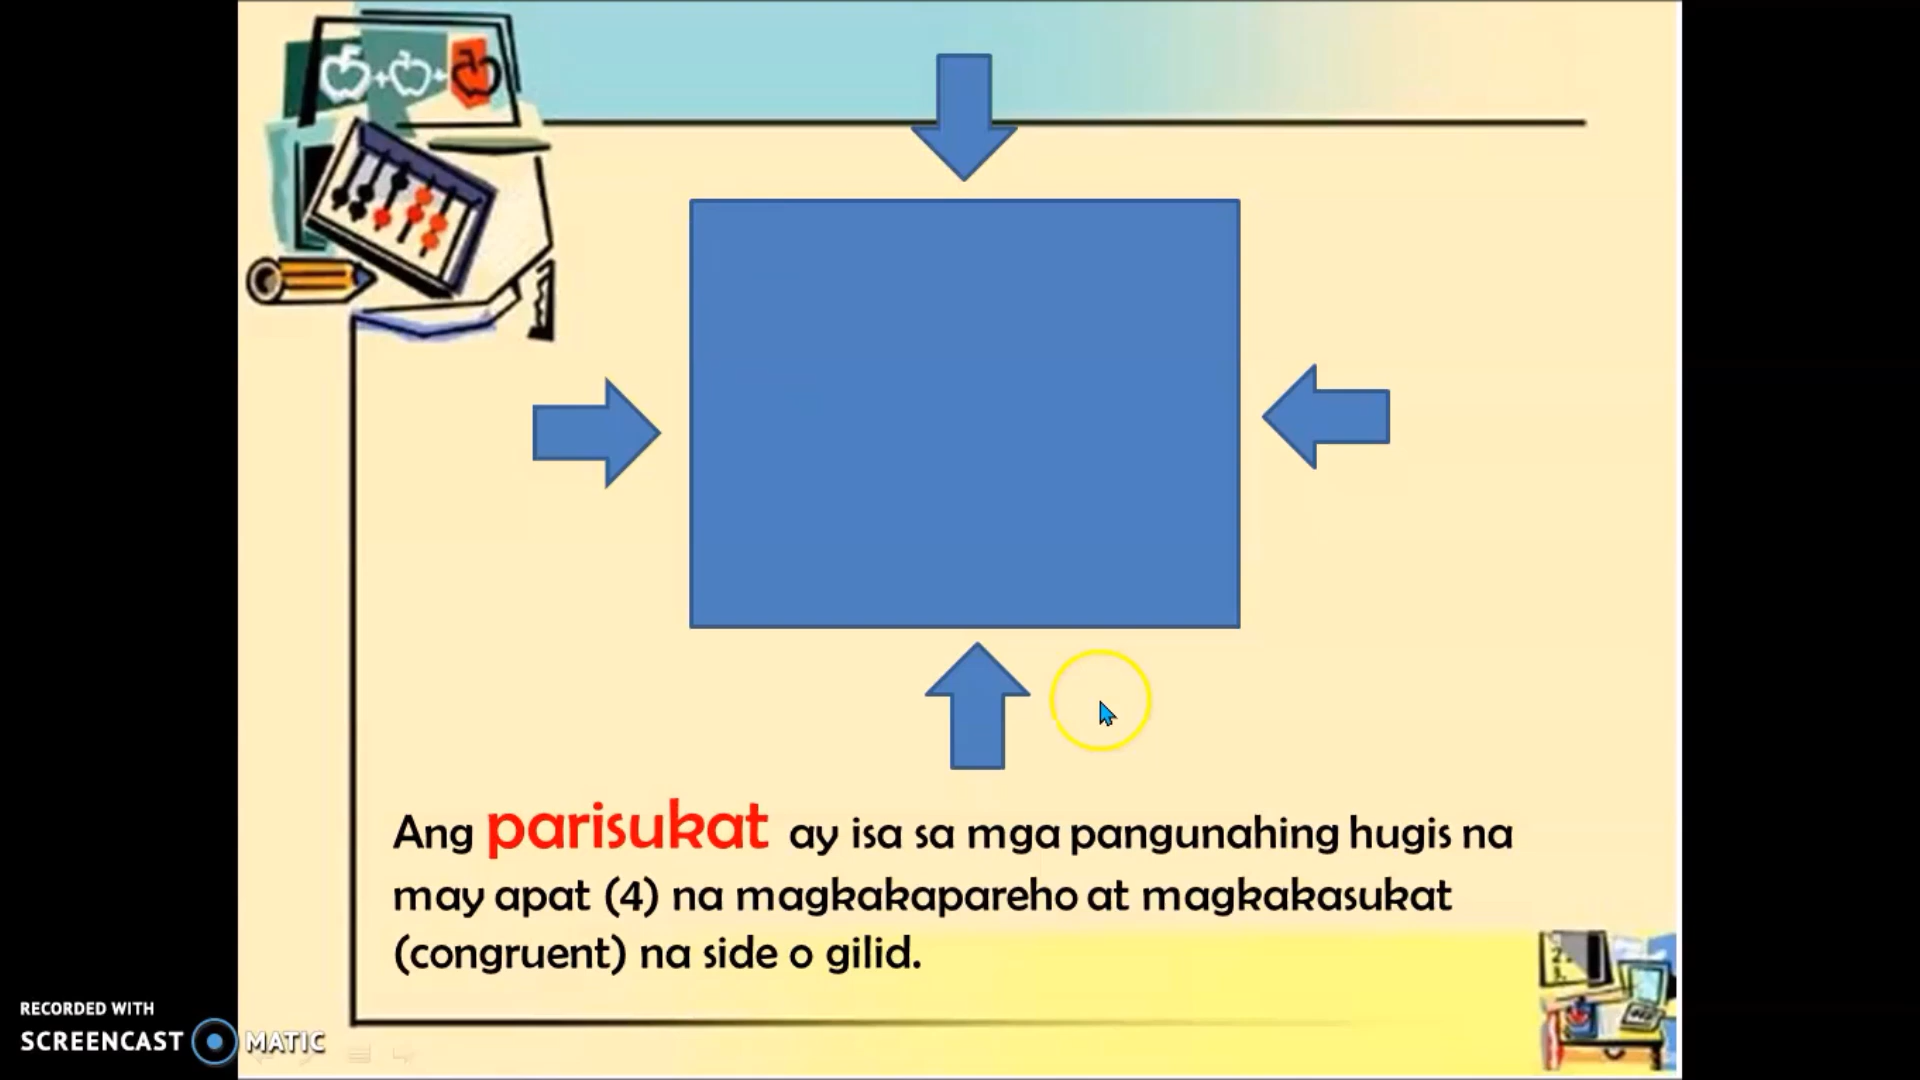 Ang parisukat ay isa sa mga pangunahing hugis na
may apat (4) na magkakapareho at magkakasukat
(congruent) na side o gilid.
RECORDED WITH
SCREENCAST MATIC